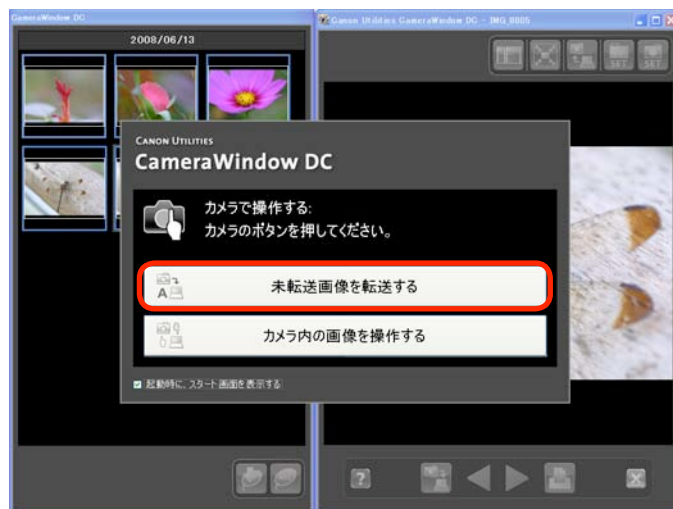 CameraWindow DC
Canon Utilities CameraWindow DC - IMG_0005
2008/06/13
SET
SET
CANON UTILITIES
CameraWindow DC
カメラで操作する:
カメラのボタンを押してください。
A
未転送画像を転送する
カメラ内の画像を操作する
起動時に、スタート画面を表示する
?